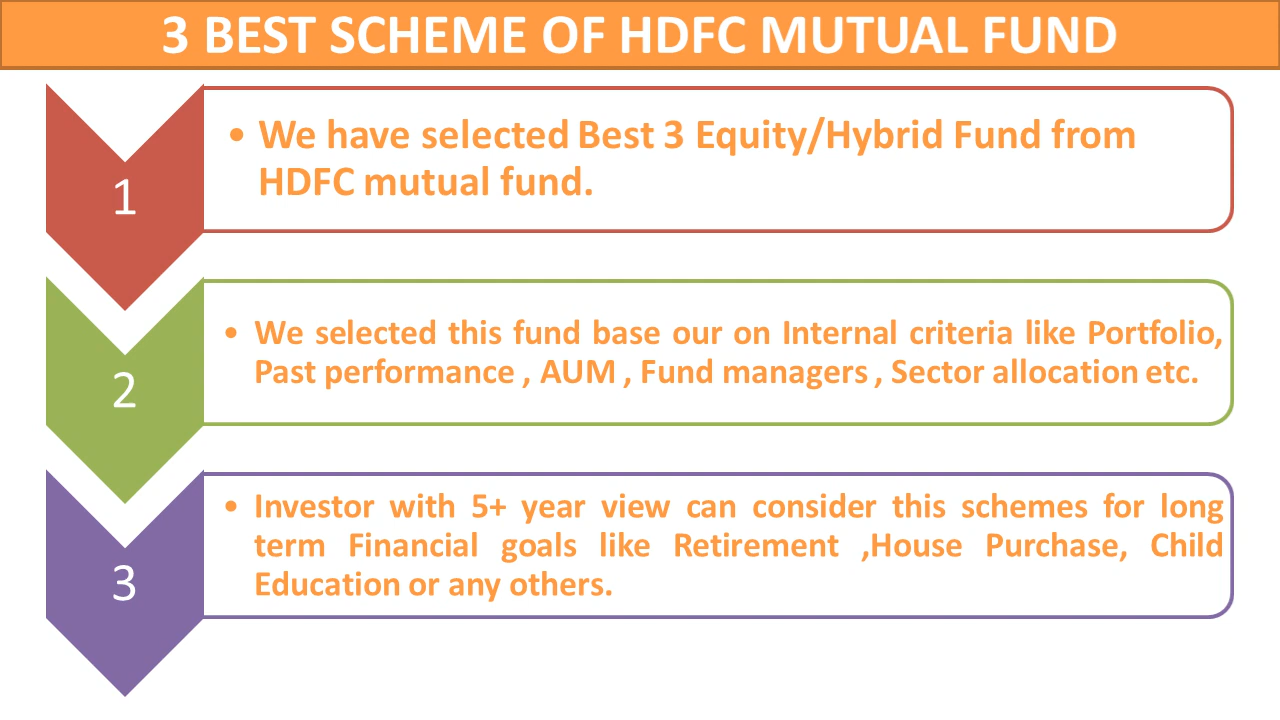 3 BEST SCHEME OF HDFC MUTUAL FUND
1
• We have selected Best 3 Equity/Hybrid Fund from
HDFC mutual fund.
2
• We selected this fund base our on Internal criteria like Portfolio,
Past performance , AUM , Fund managers , Sector allocation etc.
3
• Investor with 5+ year view can consider this schemes for long
term Financial goals like Retirement ,House Purchase, Child
Education or any others.